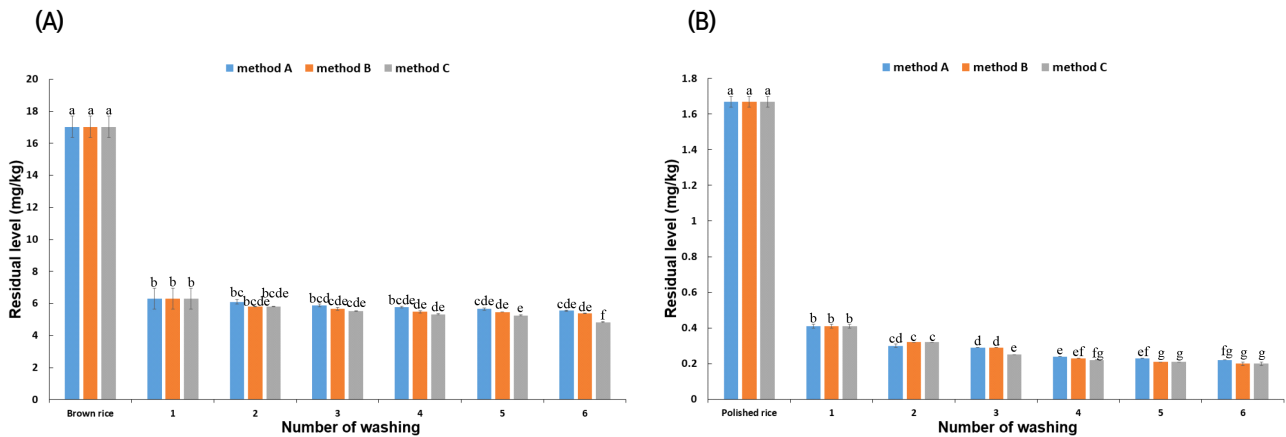 (A)
method A method B method C
Residual level (mg/kg)
20
18
16
14
12
10
8
6
4
2
0
a a a
b b b
bc bcde bcde
bcd cde cde
bcde de de
cde de e
cde de f
Brown rice 1 2 3 4 5 6
Number of washing
(B)
method A method B method C
Residual level (mg/kg)
1.8
1.6
1.4
1.2
1
0.8
0.6
0.4
0.2
0
a a a
b b b
cd c c
d d e
e ef fg
ef g g
fg g g
Polished rice 1 2 3 4 5 6
Number of washing